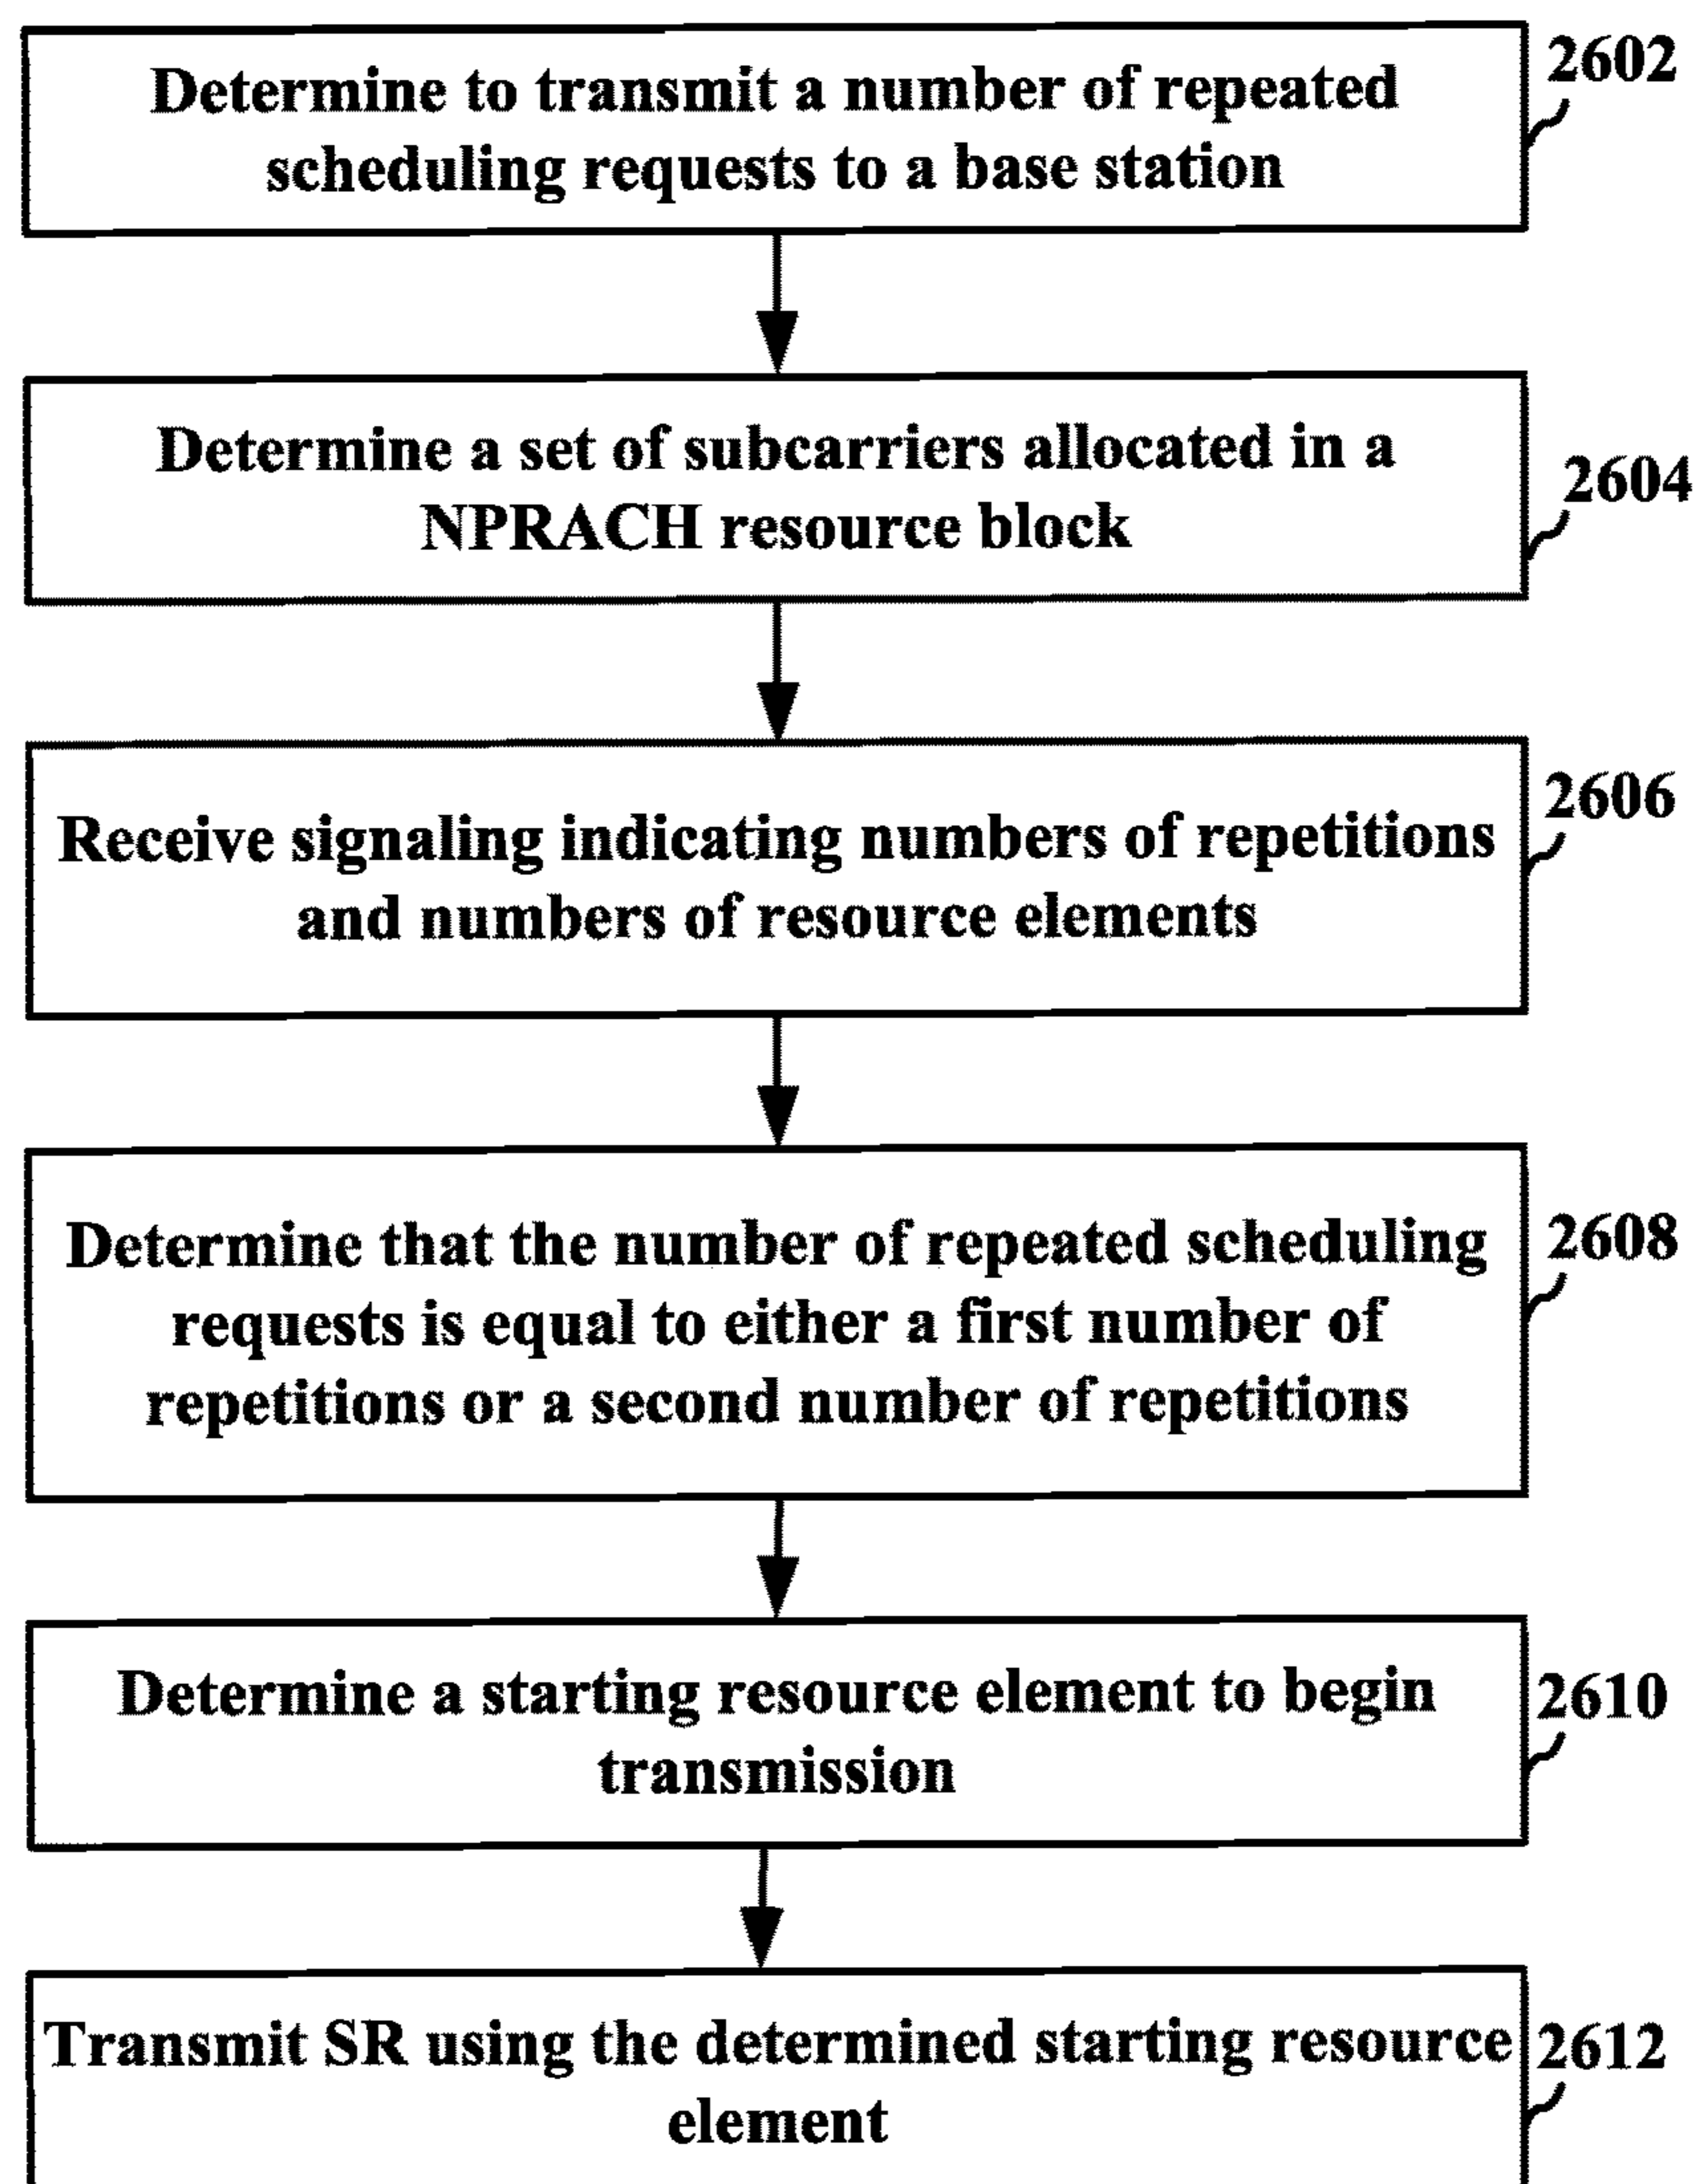 Determine to transmit a number of repeated
scheduling requests to a base station
2602
Determine a set of subcarriers allocated in a
NPRACH resource block
2604
Receive signaling indicating numbers of repetitions
and numbers of resource elements
2606
Determine that the number of repeated scheduling
requests is equal to either a first number of
repetitions or a second number of repetitions
2608
Determine a starting resource element to begin
transmission
2610
Transmit SR using the determined starting resource
element
2612